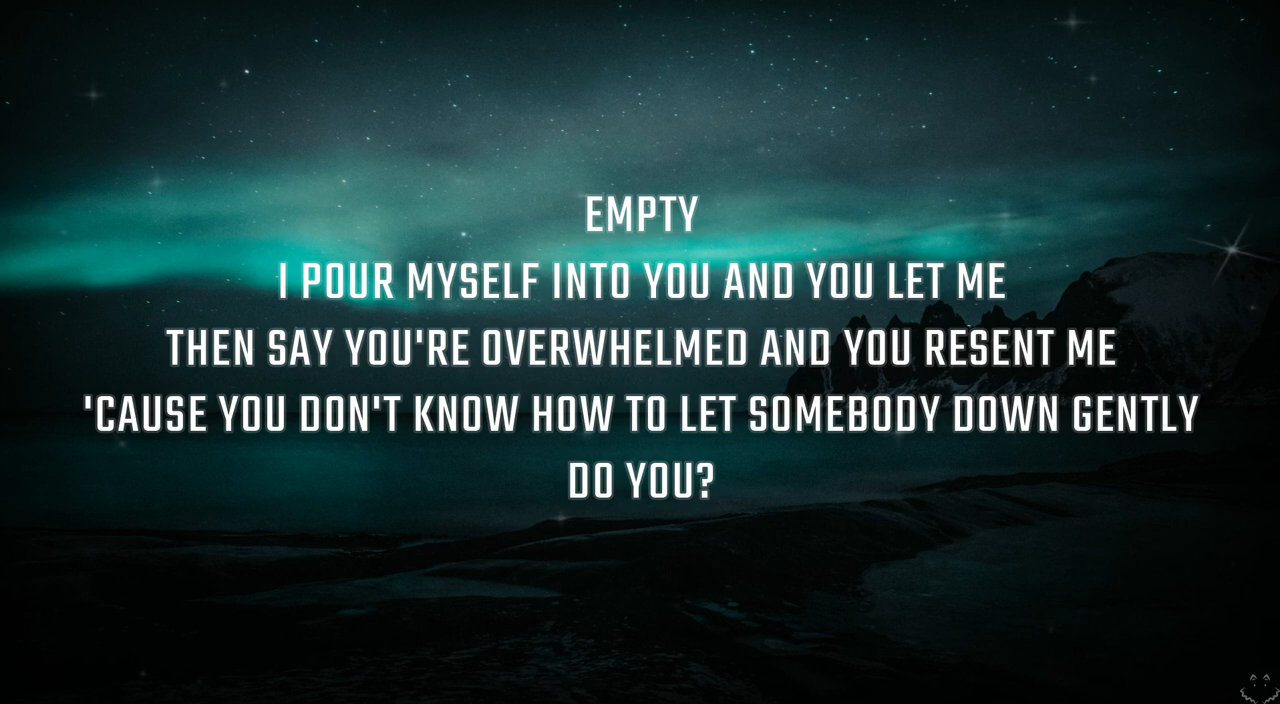 EMPTY
I POUR MYSELF INTO YOU AND YOU LET ME
THEN SAY YOU'RE OVERWHELMED AND YOU RESENT ME
'CAUSE YOU DON'T KNOW HOW TO LET SOMEBODY DOWN GENTLY
DO YOU?